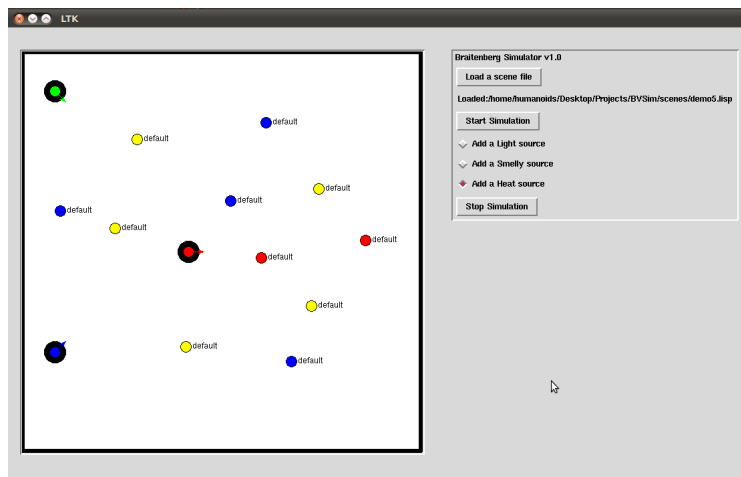 LTK
Braitenberg Simulator v1.0
Load a scene file
Loaded:/home/humanoids/Desktop/Projects/BVSim/scenes/demo5.lisp
Start Simulation
Add a Light source
Add a Smelly source
Add a Heat source
Stop Simulation
default
default
default
default
default
default
default
default
default
default
default